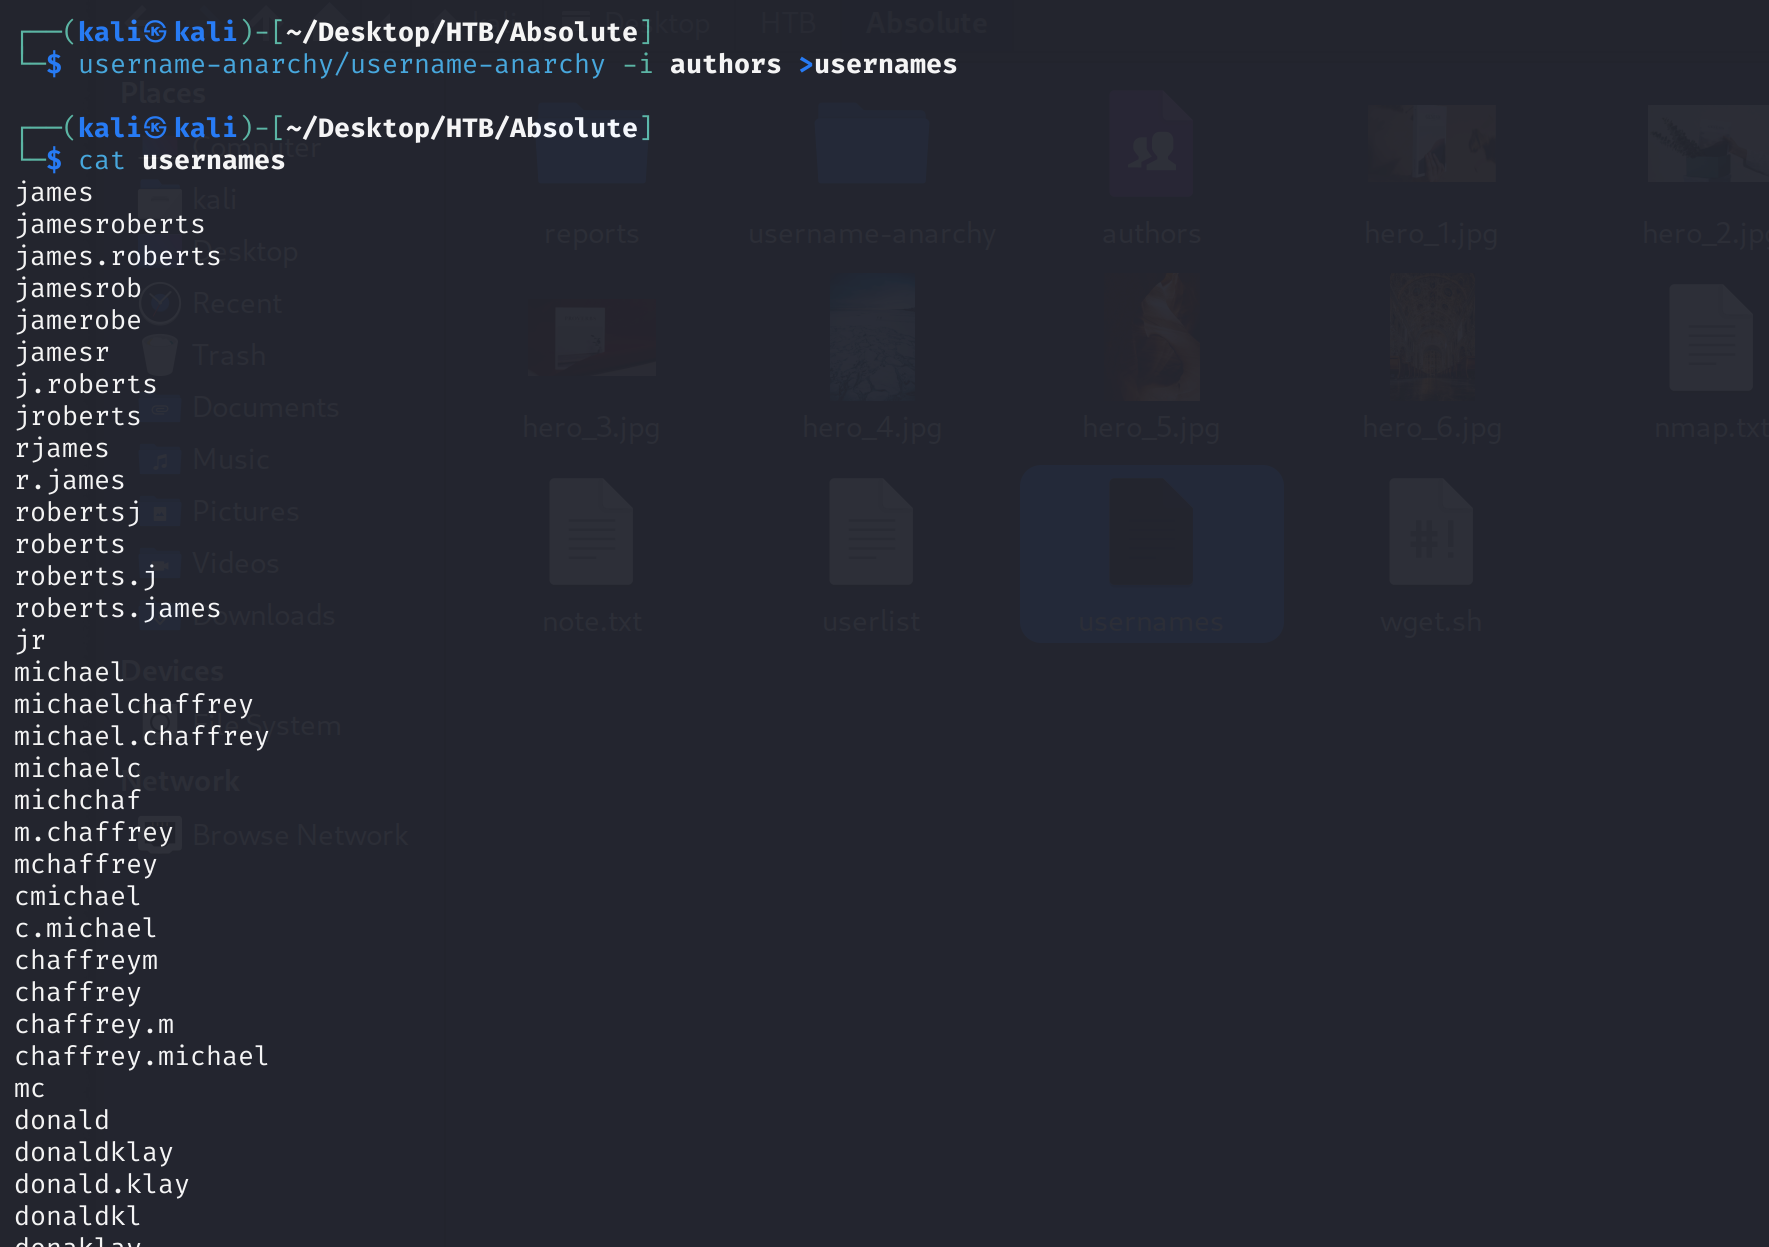 ┌──(kali㉿kali)-[~/Desktop/HTB/Absolute]
└─$ username-anarchy/username-anarchy -i authors >usernames
┌──(kali㉿kali)-[~/Desktop/HTB/Absolute]
└─$ cat usernames
james
jamesroberts
james.roberts
jamesrob
jamerobe
jamesr
j.roberts
jroberts
rjames
r.james
robertsj
roberts
roberts.j
roberts.james
jr
michael
michaelchaffrey
michael.chaffrey
michaelc
michchaf
m.chaffrey
mchaffrey
cmichael
c.michael
chaffreym
chaffrey
chaffrey.m
chaffrey.michael
mc
donald
donaldklay
donald.klay
donaldkl
donaklay
Desktop HTB Absolute
Places
Computer
kali
Desktop
Recent
Trash
Documents
Music
Pictures
Videos
Downloads
Devices
File System
Network
Browse Network
reports username-anarchy authors hero_1.jpg hero_2.jp
hero_3.jpg hero_4.jpg hero_5.jpg hero_6.jpg nmap.txt
note.txt userlist usernames wget.sh